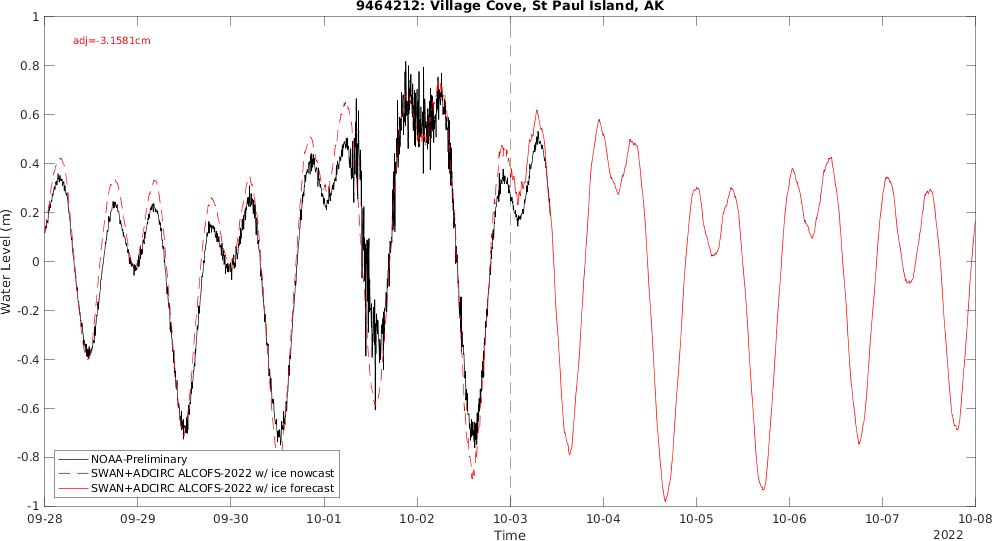 9464212: Village Cove, St Paul Island, AK
adj=-3.1581cm
Water Level (m)
1
0.8
0.6
0.4
0.2
0
-0.2
-0.4
-0.6
-0.8
-1
NOAA-Preliminary
SWAN+ADCIRC ALCOFS-2022 w/ ice nowcast
SWAN+ADCIRC ALCOFS-2022 w/ ice forecast
09-28 09-29 09-30 10-01 10-02 10-03 10-04 10-05 10-06 10-07 10-08
Time
2022